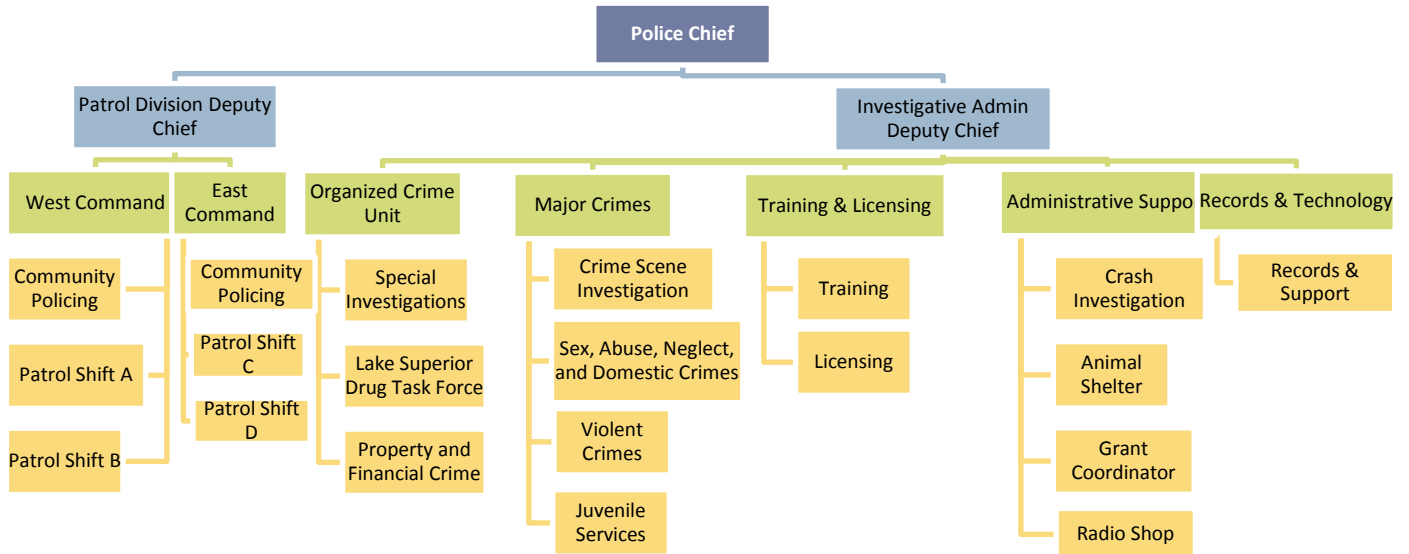 Police Chief
Patrol Division Deputy
Chief
Investigative Admin
Deputy Chief
West Command
East
Command
Organized Crime
Unit
Major Crimes
Training & Licensing
Administrative Suppo
Records & Technology
Community
Policing
Patrol Shift A
Patrol Shift B
Community
Policing
Patrol Shift
C
Patrol Shift
D
Special
Investigations
Lake Superior
Drug Task Force
Property and
Financial Crime
Crime Scene
Investigation
Sex, Abuse, Neglect,
and Domestic Crimes
Violent
Crimes
Juvenile
Services
Training
Licensing
Crash
Investigation
Animal
Shelter
Grant
Coordinator
Radio Shop
Records &
Support